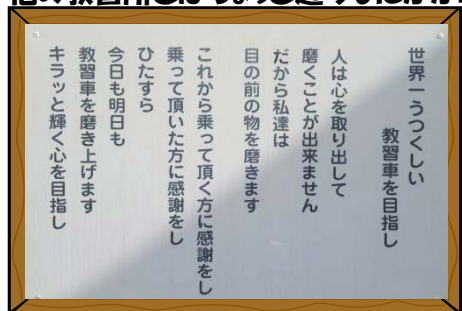 世界一うつくしい
教習車を目指し
人は心を取り出して
磨くことが出来ません
だから私達は
目の前の物を磨きます
これから乗って頂く方に感謝をし
乗って頂いた方に感謝をし
ひたすら
今日も明日も
教習車を磨き上げます
キラッと輝く心を目指し